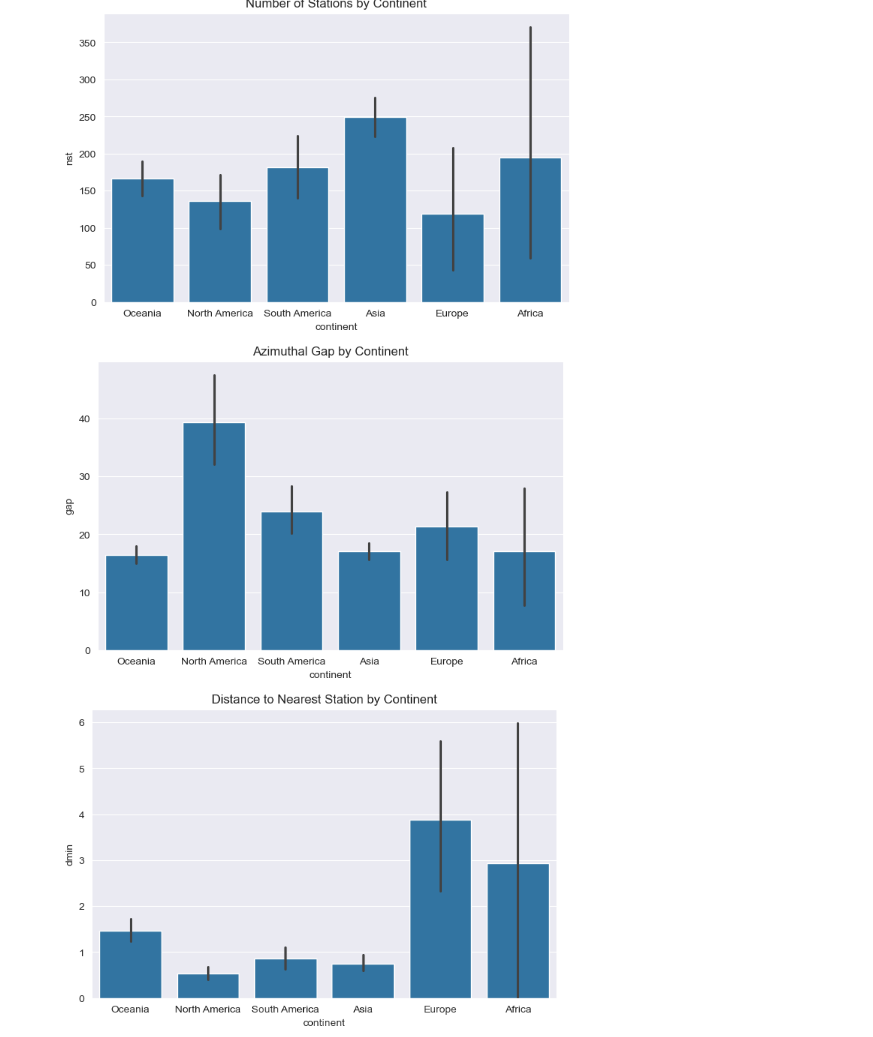 Number of Stations by Continent
350
300
250
200
150
100
50
0
nst
Oceania North America South America Asia Europe Africa
continent
Azimuthal Gap by Continent
40
30
20
10
0
gap
Oceania North America South America Asia Europe Africa
continent
Distance to Nearest Station by Continent
6
5
4
3
2
1
0
dmin
Oceania North America South America Asia Europe Africa
continent